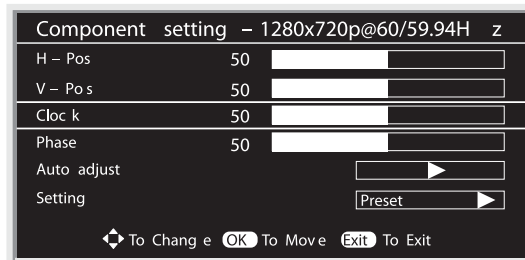 Component setting – 1280x720p@60/59.94H z
H – Pos 50
V – Po s 50
Cloc k 50
Phase 50
Auto adjust
Setting Preset
To Chang e OK To Mov e Exit To Exit